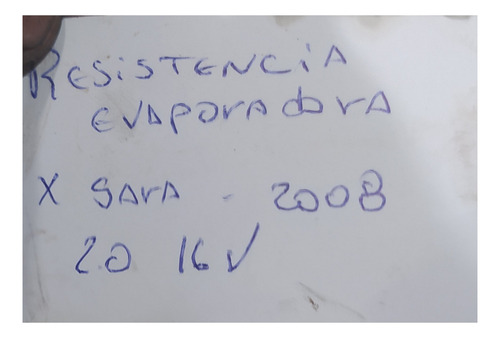 RESISTENCIA
EVAPORADORA
X SARA - 2008
2.0 16V